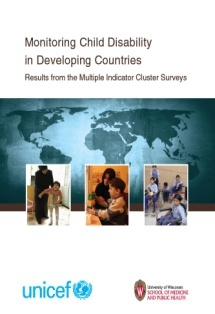 Monitoring Child Disability
in Developing Countries
Results from the Multiple Indicator Cluster Surveys
unicef
University of Wisconsin
SCHOOL OF MEDICINE
AND PUBLIC HEALTH